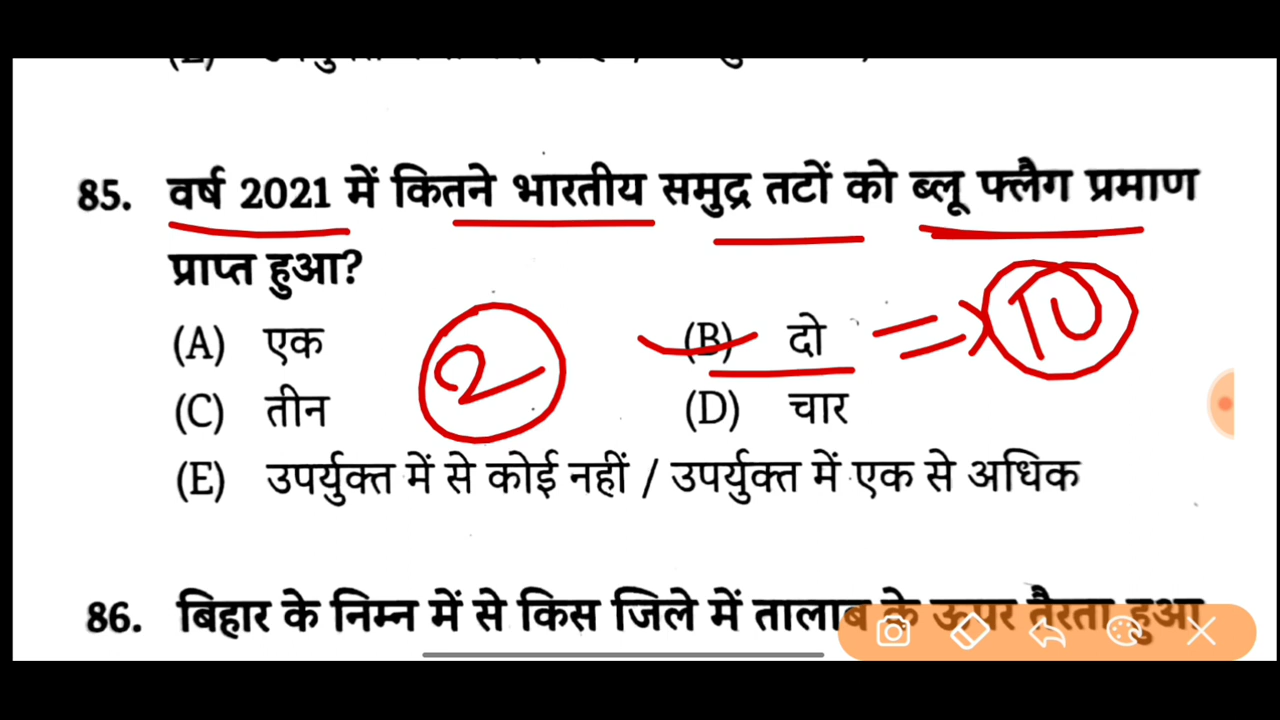 85. वर्ष 2021 में कितने भारतीय समुद्र तटों को ब्लू फ्लैग प्रमाण
प्राप्त हुआ?
(A) एक (B) दो => 10
2
(C) तीन (D) चार
(E) उपर्युक्त में से कोई नहीं / उपर्युक्त में एक से अधिक
86. बिहार के निम्न में से किस जिले में तालाब के ऊपर तैरता हुआ